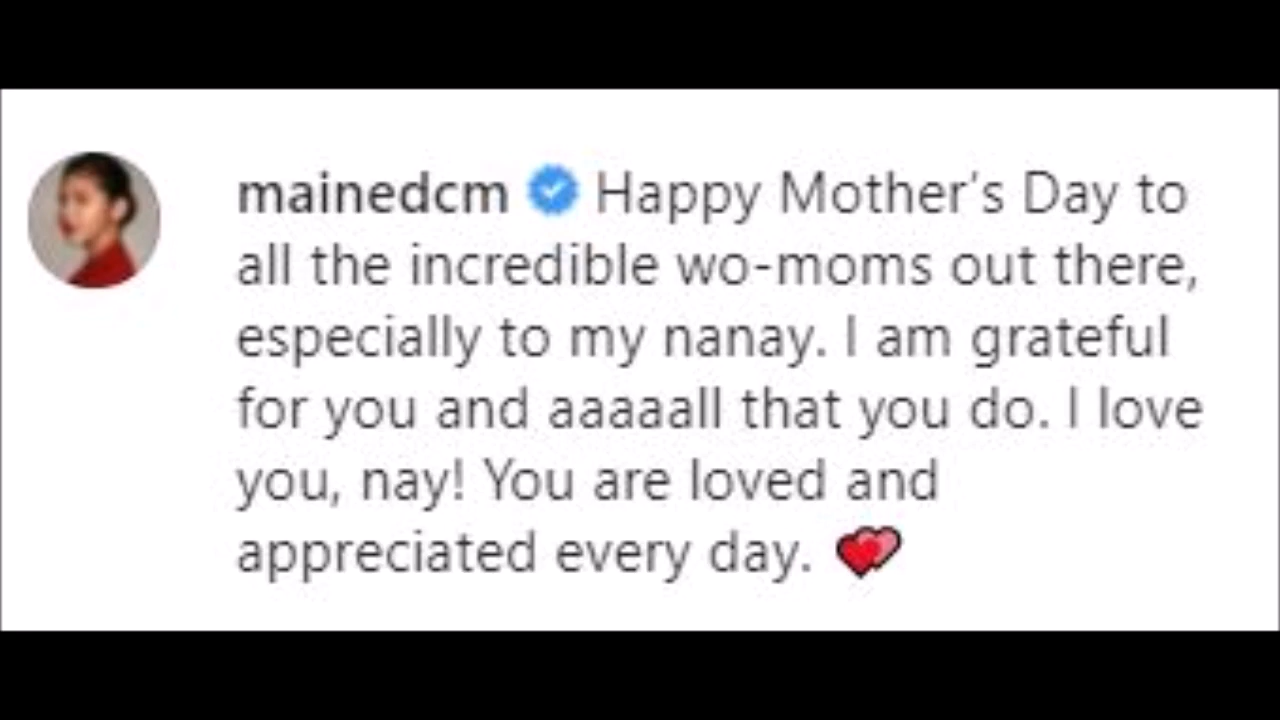 mainedcm Happy Mother's Day to
all the incredible wo-moms out there,
especially to my nanay. I am grateful
for you and aaaaall that you do. I love
you, nay! You are loved and
appreciated every day. 💕